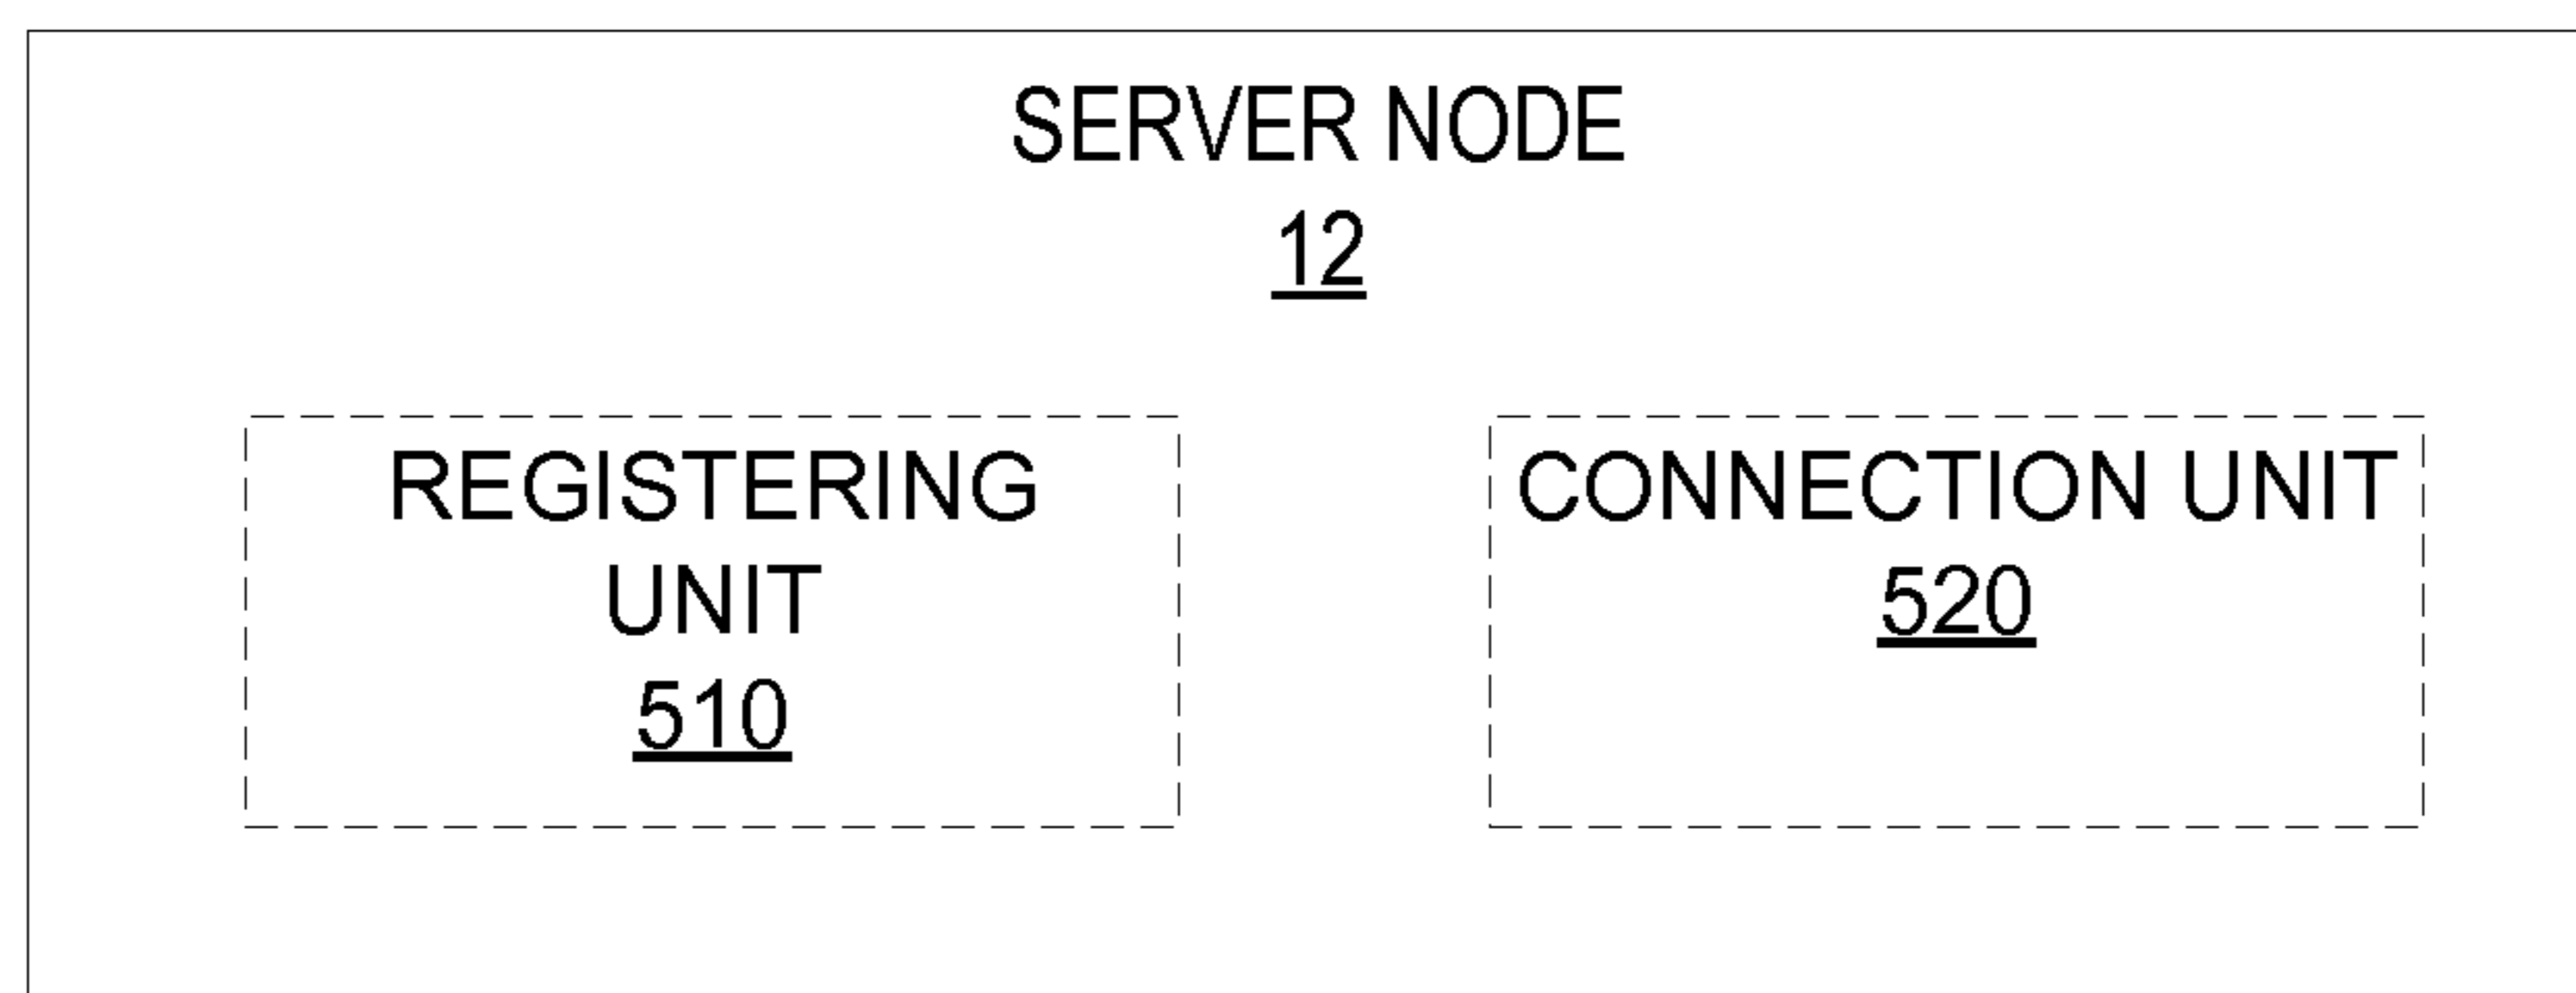 SERVER NODE
12
REGISTERING
UNIT
510
CONNECTION UNIT
520